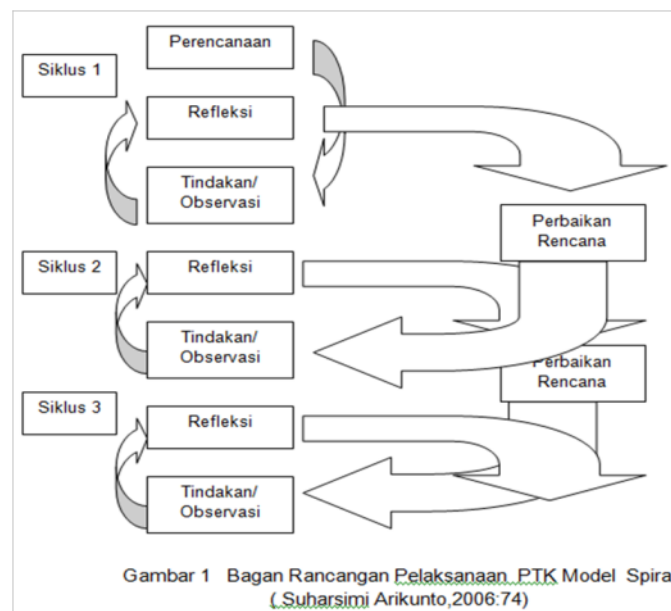 Perencanaan
Siklus 1
Refleksi
Tindakan/
Observasi
Perbaikan
Rencana
Siklus 2
Refleksi
Tindakan/
Observasi
Perbaikan
Rencana
Siklus 3
Refleksi
Tindakan/
Observasi
Gambar 1 Bagan Rancangan Pelaksanaan PTK Model Spira
( Suharsimi Arikunto,2006:74)